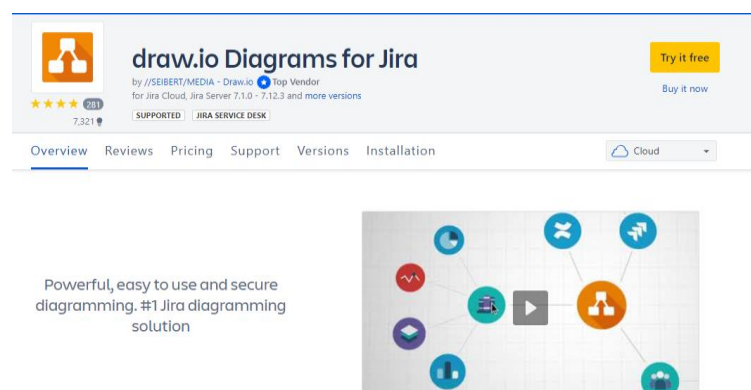 draw.io Diagrams for Jira
by //SEIBERT/MEDIA - Draw.io Top Vendor
for Jira Cloud, Jira Server 7.1.0 - 7.12.3 and more versions
SUPPORTED JIRA SERVICE DESK
281
7,321
Try it free
Buy it now
Overview Reviews Pricing Support Versions Installation
Cloud
Powerful, easy to use and secure
diagramming. #1 Jira diagramming
solution